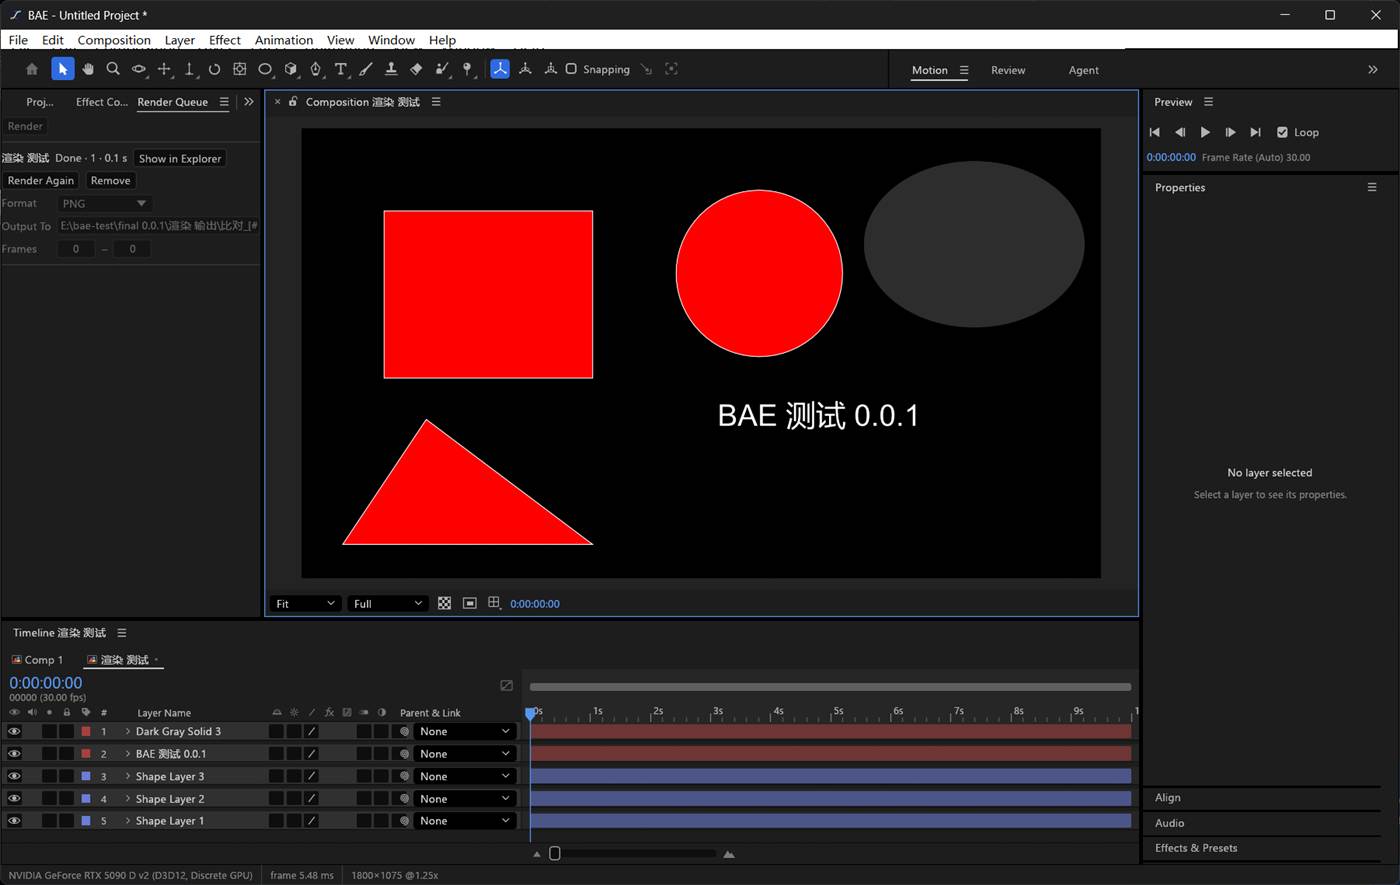 BAE - Untitled Project *
File Edit Composition Layer Effect Animation View Window Help
Snapping
Motion Review Agent
Proj... Effect Co... Render Queue
Composition 渲染 测试
Preview
Render
Loop
0:00:00:00 Frame Rate (Auto) 30.00
渲染 测试 Done · 1 · 0.1 s Show in Explorer
Render Again Remove
Properties
Format PNG
Output To E:\bae-test\final 0.0.1\渲染 输出\比对_[#
Frames 0 – 0
BAE 测试 0.0.1
No layer selected
Select a layer to see its properties.
Fit Full 0:00:00:00
Timeline 渲染 测试
Comp 1 渲染 测试
0:00:00:00
00000 (30.00 fps)
# Layer Name fx Parent & Link
0s 1s 2s 3s 4s 5s 6s 7s 8s 9s 1
1 Dark Gray Solid 3 None
2 BAE 测试 0.0.1 None
3 Shape Layer 3 None
4 Shape Layer 2 None
5 Shape Layer 1 None
Align
Audio
Effects & Presets
NVIDIA GeForce RTX 5090 D v2 (D3D12, Discrete GPU) frame 5.48 ms 1800×1075 @1.25x